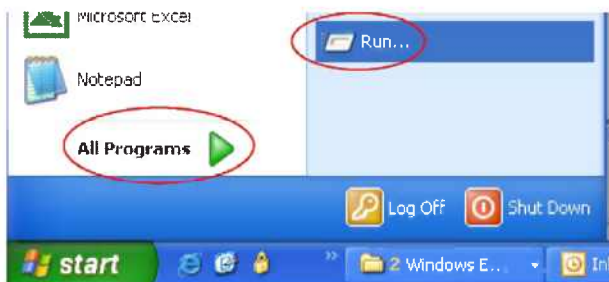 Microsoft Excel
Run...
Notepad
All Programs
Log Off
Shut Down
start
2 Windows E...